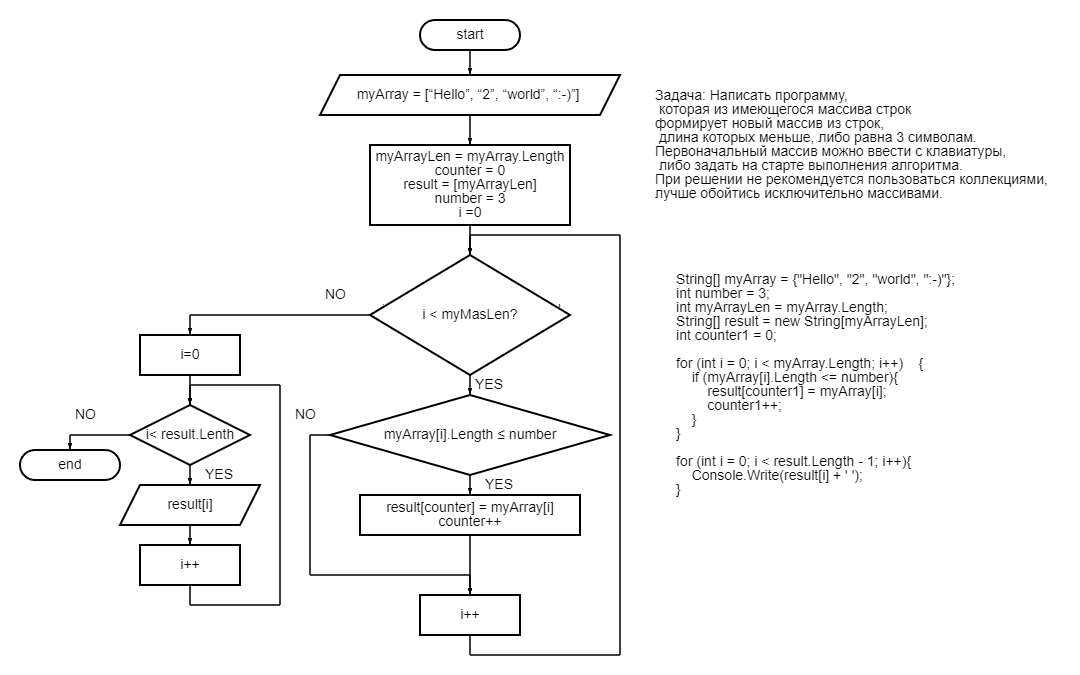 start
myArray = [“Hello”, “2”, “world”, “:-)”]
myArrayLen = myArray.Length
counter = 0
result = [myArrayLen]
number = 3
i =0
i < myMasLen?
NO
YES
i=0
NO
i< result.Lenth
end
YES
result[i]
i++
NO
myArray[i].Length ≤ number
YES
result[counter] = myArray[i]
counter++
i++
Задача: Написать программу,
которая из имеющегося массива строк
формирует новый массив из строк,
длина которых меньше, либо равна 3 символам.
Первоначальный массив можно ввести с клавиатуры,
либо задать на старте выполнения алгоритма.
При решении не рекомендуется пользоваться коллекциями,
лучше обойтись исключительно массивами.
String[] myArray = {"Hello", "2", "world", ":-)"};
int number = 3;
int myArrayLen = myArray.Length;
String[] result = new String[myArrayLen];
int counter1 = 0;
for (int i = 0; i < myArray.Length; i++) {
if (myArray[i].Length <= number){
result[counter1] = myArray[i];
counter1++;
}
}
for (int i = 0; i < result.Length - 1; i++){
Console.Write(result[i] + ' ');
}